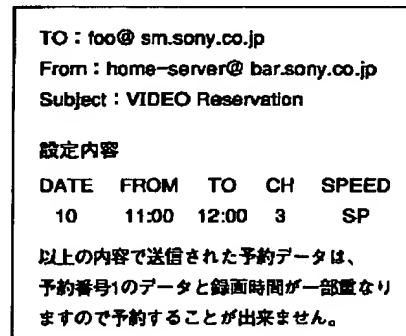 TO：foo@ sm.sony.co.jp
From：home-server@ bar.sony.co.jp
Subject：VIDEO Reservation
設定内容
DATE FROM TO CH SPEED
10 11:00 12:00 3 SP
以上の内容で送信された予約データは、
予約番号1のデータと録画時間が一部重なり
ますので予約することが出来ません。